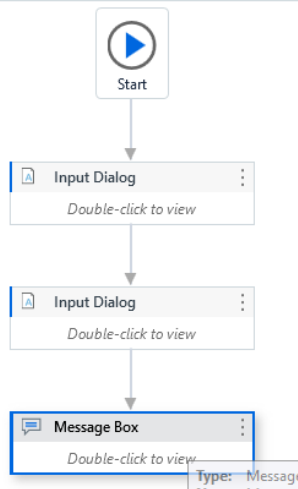 Start
A Input Dialog
Double-click to view
A Input Dialog
Double-click to view
Message Box
Double-click to view
Type: Message